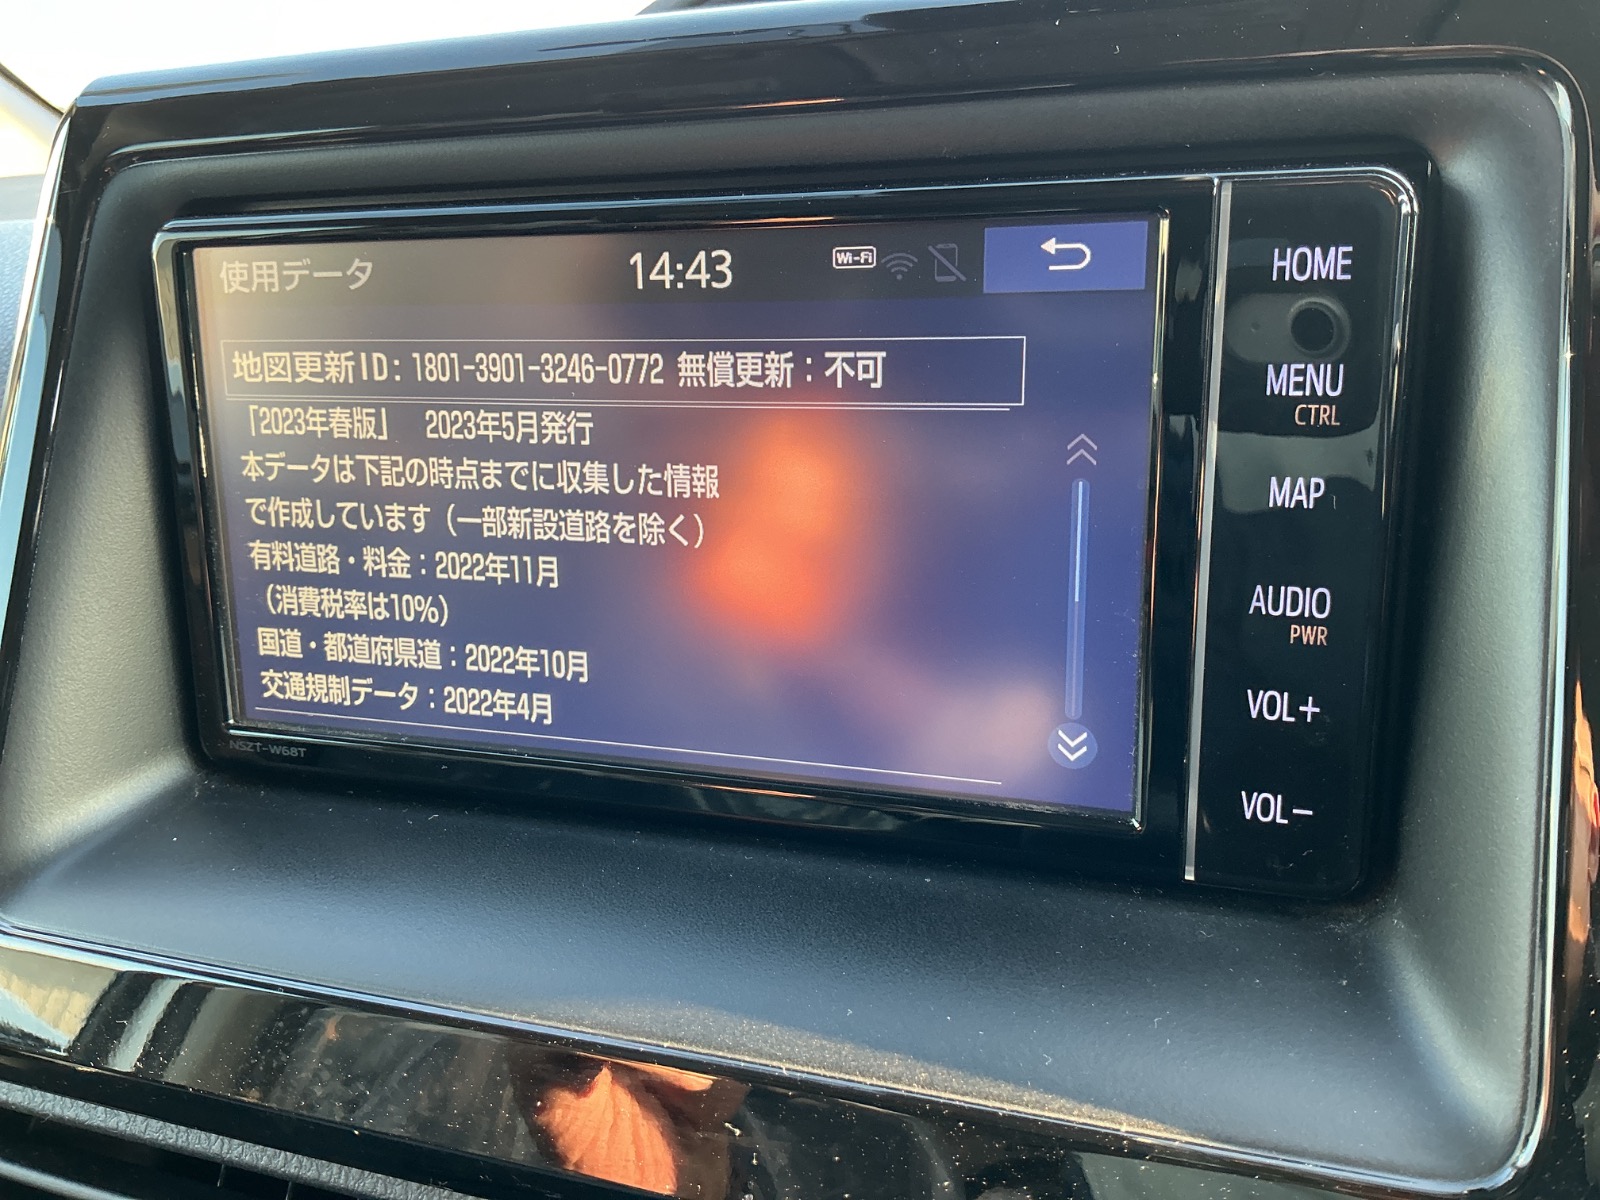 使用データ 14:43 Wi-Fi
地図更新ID: 1801-3901-3246-0772 無償更新：不可
「2023年春版」 2023年5月発行
本データは下記の時点までに収集した情報
で作成しています（一部新設道路を除く）
有料道路・料金：2022年11月
（消費税率は10%）
国道・都道府県道：2022年10月
交通規制データ：2022年4月
NSZT-W68T
HOME
MENU
CTRL
MAP
AUDIO
PWR
VOL+
VOL−